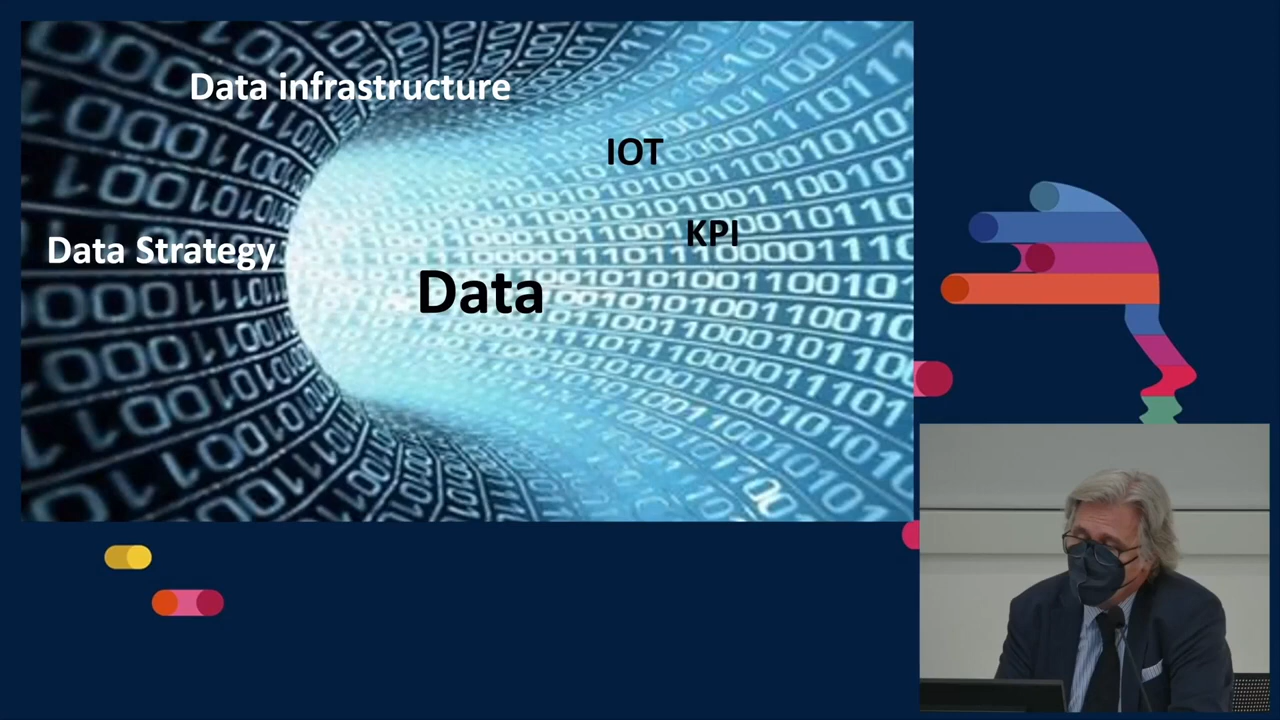 Data infrastructure
IOT
KPI
Data Strategy
Data